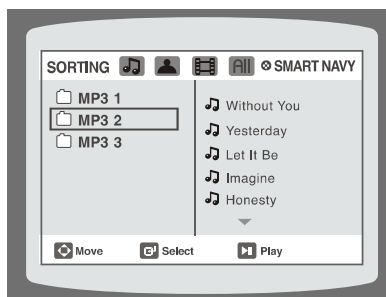 SORTING All ⊗ SMART NAVY
MP3 1
MP3 2
MP3 3
Without You
Yesterday
Let It Be
Imagine
Honesty
Move Select Play